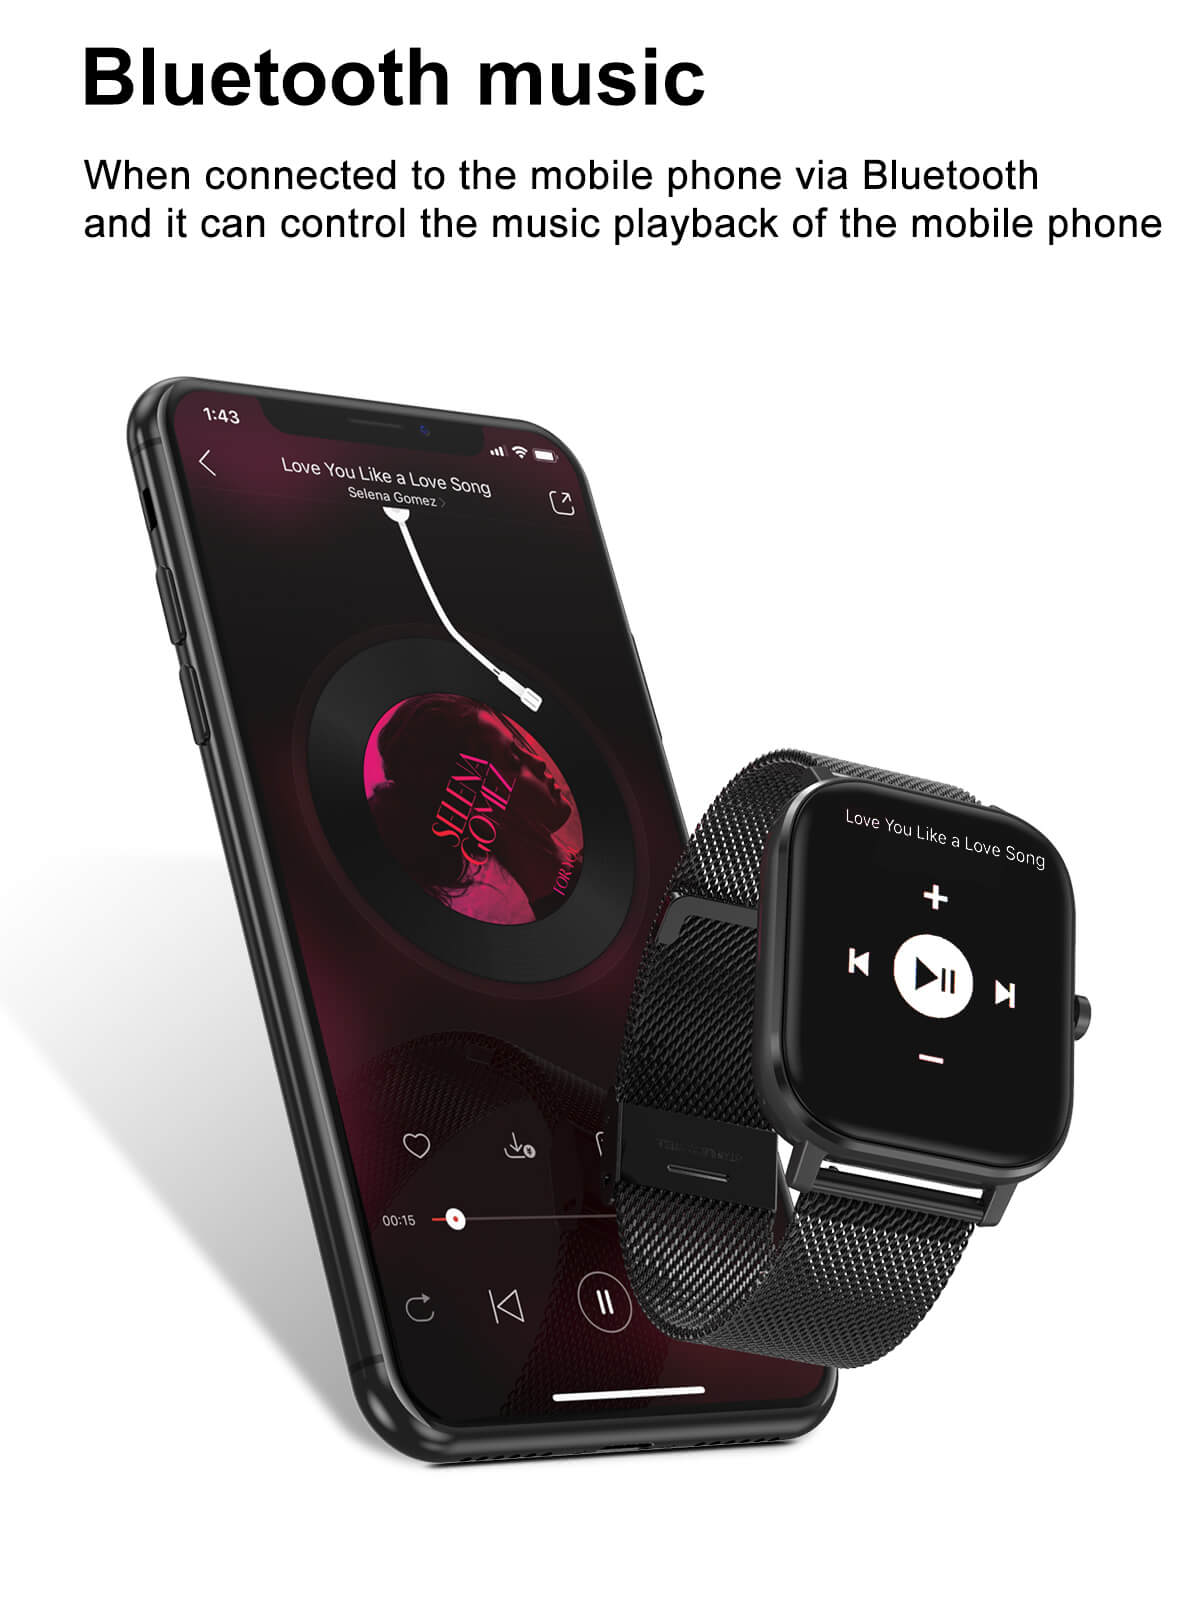 Bluetooth music
When connected to the mobile phone via Bluetooth
and it can control the music playback of the mobile phone
1:43
Love You Like a Love Song
Selena Gomez
SELENA
GOMEZ
FOR YOU
Love You Like a Love Song
00:15